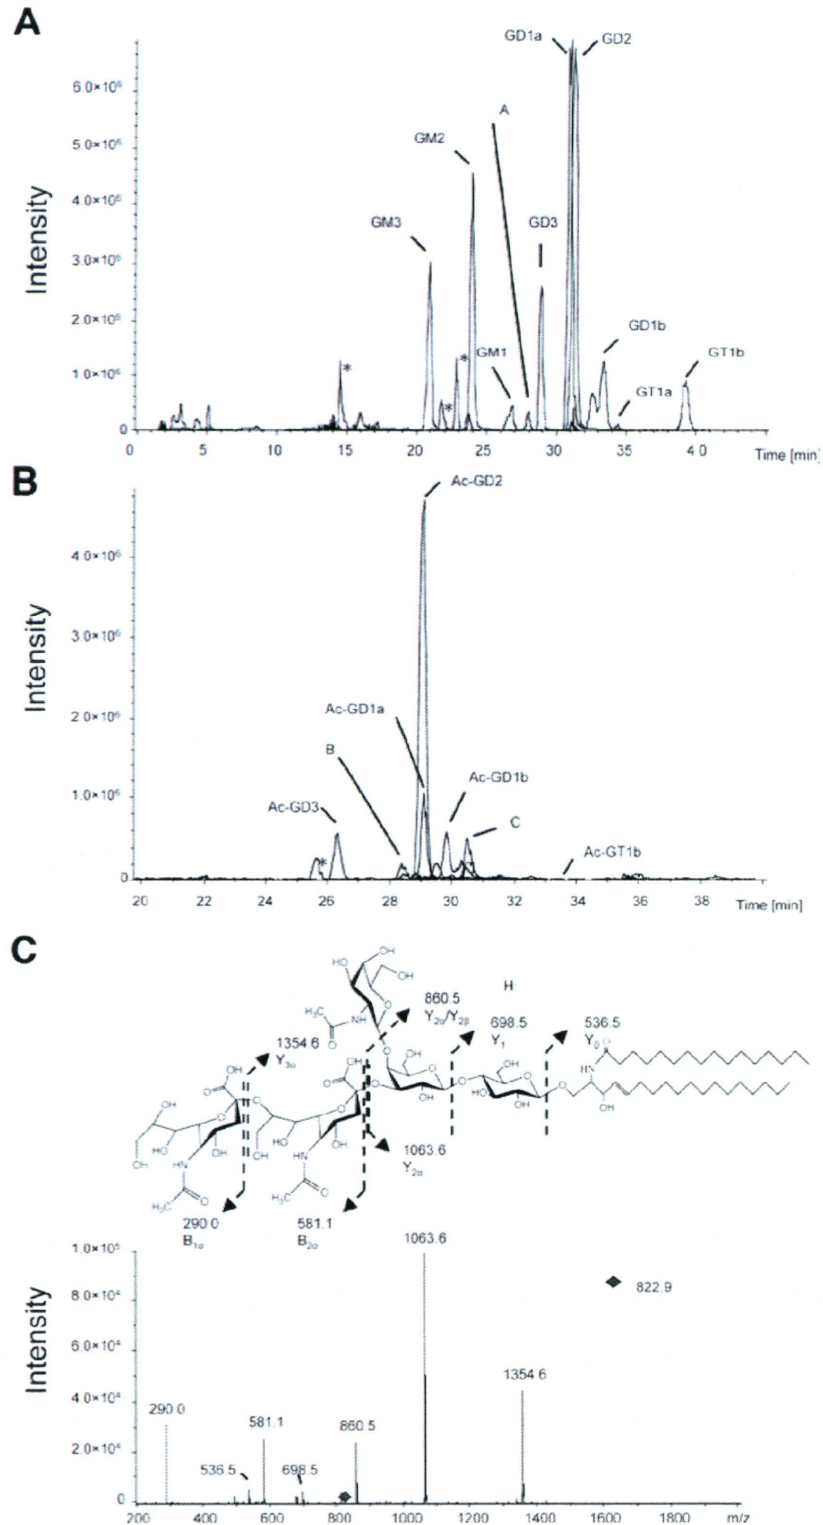 A
GD1a
GD2
6.0×10⁶
A
5.0×10⁶
GM2
4.0×10⁶
GM3
GD3
3.0×10⁶
2.0×10⁶
GM1
GD1b
GT1b
1.0×10⁶
GT1a
* * *
0
Intensity
0 5 10 15 20 25 30 35 40 Time [min]
B
Ac-GD2
4.0×10⁶
3.0×10⁶
Ac-GD1a
2.0×10⁶
B
Ac-GD1b
1.0×10⁶
Ac-GD3
C
*
Ac-GT1b
0
Intensity
20 22 24 26 28 30 32 34 36 38 Time [min]
C
HO OH
OH
H₃C NH O
O
860.5
Y₂α/Y₂β
H
698.5
Y₁
536.5
Y₀
1354.6
Y₃α
1063.6
Y₂α
290.0
B₁α
581.1
B₂α
1063.6
1.0×10⁵
822.9
8.0×10⁴
6.0×10⁴
1354.6
4.0×10⁴
290.0
581.1
860.5
2.0×10⁴
536.5
698.5
0
Intensity
200 400 600 800 1000 1200 1400 1600 1800 m/z